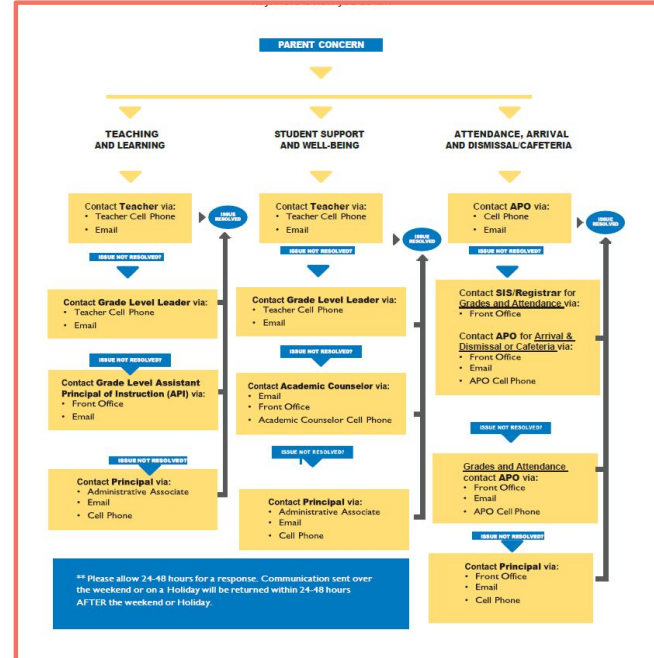 PARENT CONCERN
TEACHING
AND LEARNING
Contact Teacher via:
• Teacher Cell Phone
• Email
ISSUE
RESOLVED
ISSUE NOT RESOLVED?
Contact Grade Level Leader via:
• Teacher Cell Phone
• Email
ISSUE NOT RESOLVED?
Contact Grade Level Assistant
Principal of Instruction (API) via:
• Front Office
• Email
ISSUE NOT RESOLVED?
Contact Principal via:
• Administrative Associate
• Email
• Cell Phone
STUDENT SUPPORT
AND WELL-BEING
Contact Teacher via:
• Teacher Cell Phone
• Email
ISSUE
RESOLVED
ISSUE NOT RESOLVED?
Contact Grade Level Leader via:
• Teacher Cell Phone
• Email
ISSUE NOT RESOLVED?
Contact Academic Counselor via:
• Email
• Front Office
• Academic Counselor Cell Phone
ISSUE NOT RESOLVED?
Contact Principal via:
• Administrative Associate
• Email
• Cell Phone
ATTENDANCE, ARRIVAL
AND DISMISSAL/CAFETERIA
Contact APO via:
• Cell Phone
• Email
ISSUE
RESOLVED
ISSUE NOT RESOLVED?
Contact SIS/Registrar for
Grades and Attendance via:
• Front Office
Contact APO for Arrival &
Dismissal or Cafeteria via:
• Front Office
• Email
• APO Cell Phone
ISSUE NOT RESOLVED?
Grades and Attendance
contact APO via:
• Front Office
• Email
• APO Cell Phone
ISSUE NOT RESOLVED?
Contact Principal via:
• Front Office
• Email
• Cell Phone
** Please allow 24-48 hours for a response. Communication sent over
the weekend or on a Holiday will be returned within 24-48 hours
AFTER the weekend or Holiday.